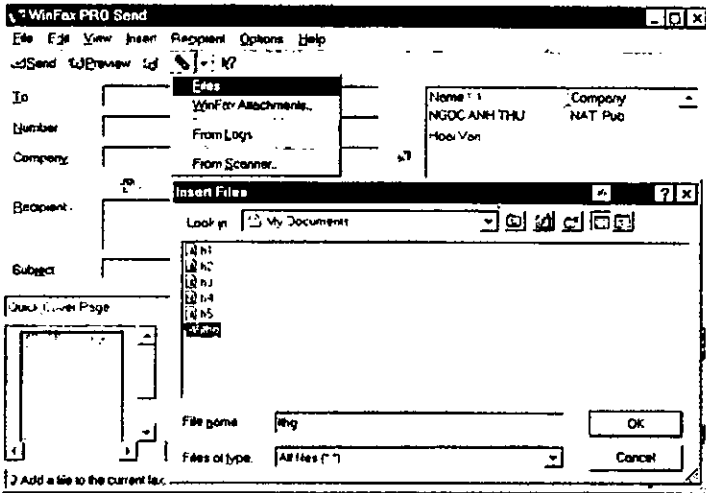 WinFax PRO Send
File Edit View Insert Recipient Options Help
Send Preview
To
Number
Company
Recipient
Subject
Files
WinFax Attachments...
From Logs
From Scanner...
Name Company
NGOC ANH THU NAT Pub
Hoai Van
Insert Files
Look in My Documents
h1
h2
h3
h4
h5
Quick Cover Page
File name
OK
Files of type: All files (*.*)
Cancel
Add a file to the current fax.